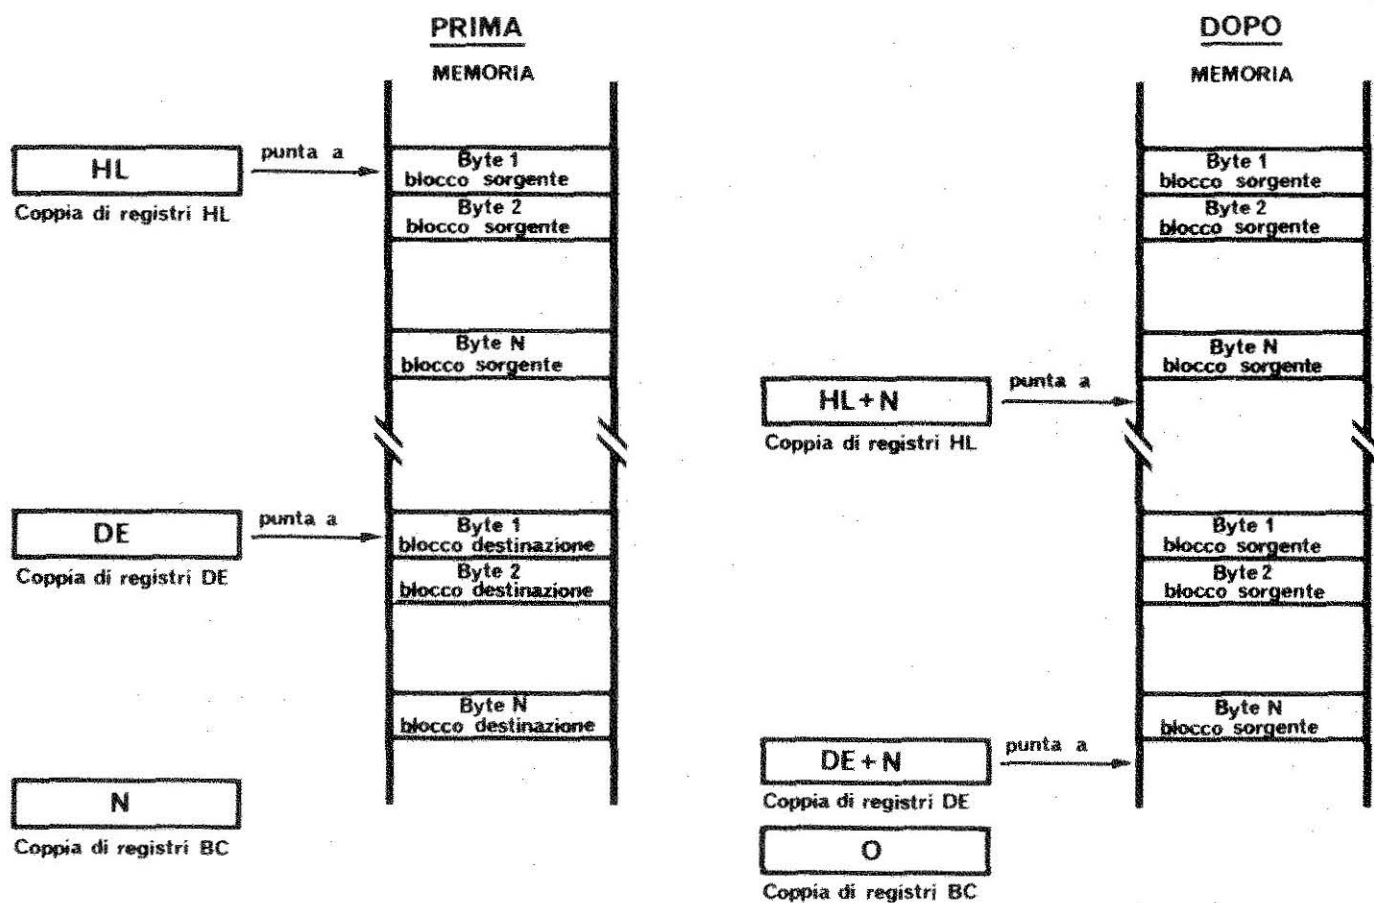 PRIMA
MEMORIA
HL
Coppia di registri HL
punta a
Byte 1
blocco sorgente
Byte 2
blocco sorgente
Byte N
blocco sorgente
DE
Coppia di registri DE
punta a
Byte 1
blocco destinazione
Byte 2
blocco destinazione
Byte N
blocco destinazione
N
Coppia di registri BC
DOPO
MEMORIA
Byte 1
blocco sorgente
Byte 2
blocco sorgente
Byte N
blocco sorgente
HL+N
Coppia di registri HL
punta a
Byte 1
blocco sorgente
Byte 2
blocco sorgente
Byte N
blocco sorgente
DE+N
Coppia di registri DE
punta a
O
Coppia di registri BC